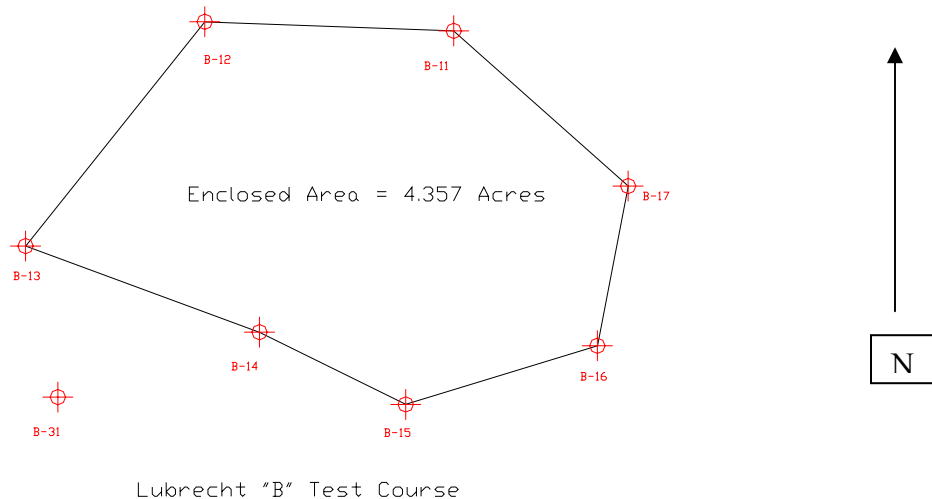 B-12
B-11
Enclosed Area = 4.357 Acres
B-17
B-13
N
B-14
B-16
B-31
B-15
Lubrecht "B" Test Course